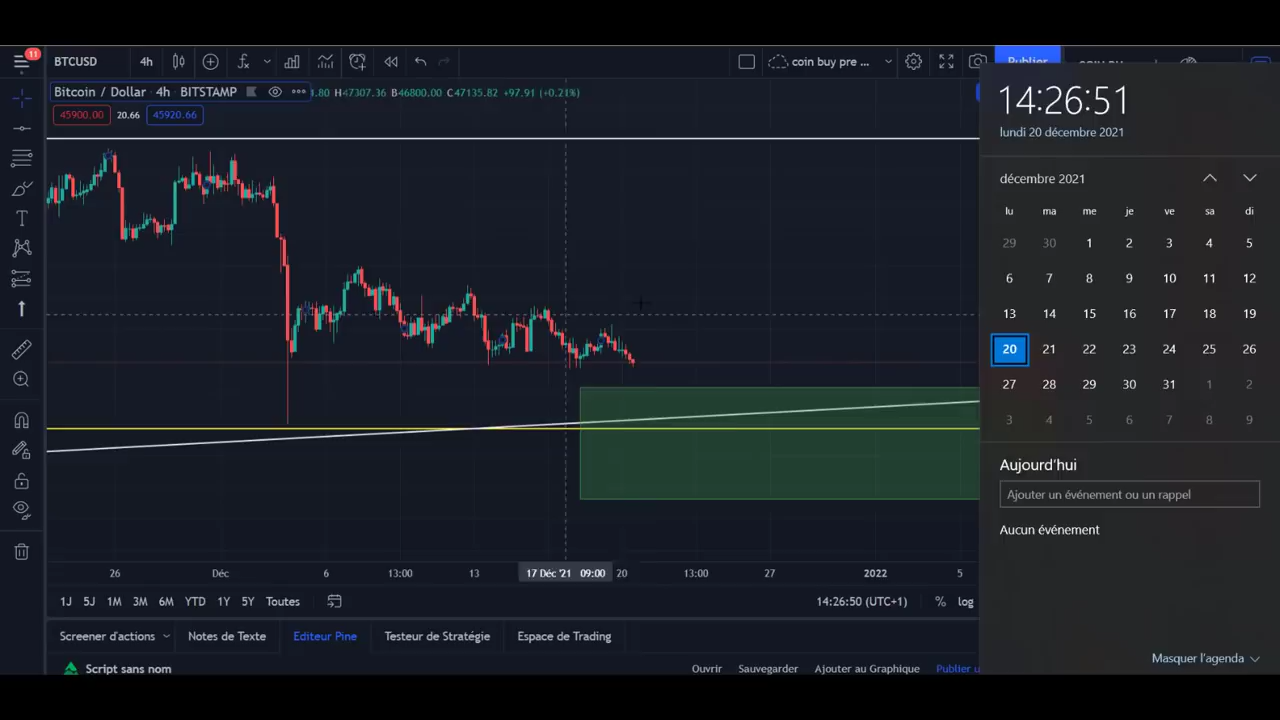 11
BTCUSD 4h coin buy pre ... Publier
Bitcoin / Dollar · 4h · BITSTAMP 1.80 H47307.36 B46800.00 C47135.82 +97.91 (+0.21%)
45900.00 20.66 45920.66
14:26:51
lundi 20 décembre 2021
décembre 2021
lu ma me je ve sa di
29 30 1 2 3 4 5
6 7 8 9 10 11 12
13 14 15 16 17 18 19
20 21 22 23 24 25 26
27 28 29 30 31 1 2
3 4 5 6 7 8 9
Aujourd'hui
Ajouter un événement ou un rappel
Aucun événement
Masquer l'agenda
26 Déc 6 13:00 13 17 Déc '21 09:00 20 13:00 27 2022 5
1J 5J 1M 3M 6M YTD 1Y 5Y Toutes 14:26:50 (UTC+1) % log
Screener d'actions Notes de Texte Editeur Pine Testeur de Stratégie Espace de Trading
Script sans nom Ouvrir Sauvegarder Ajouter au Graphique Publier u